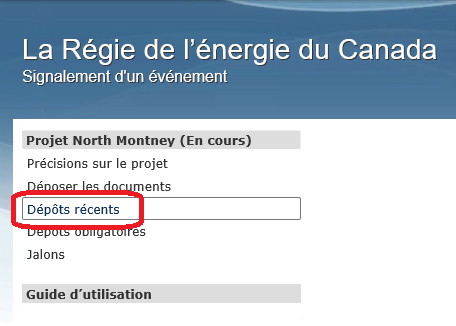 La Régie de l’énergie du Canada
Signalement d'un événement
Projet North Montney (En cours)
Précisions sur le projet
Déposer les documents
Dépôts récents
Dépôts obligatoires
Jalons
Guide d’utilisation